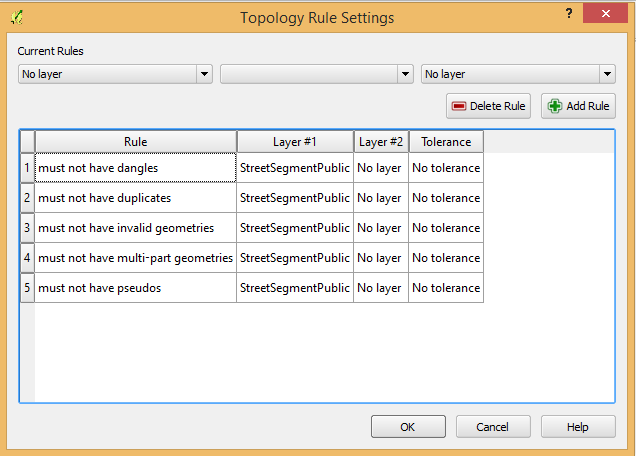 Topology Rule Settings ?
Current Rules
No layer No layer
Delete Rule Add Rule
Rule Layer #1 Layer #2 Tolerance
1 must not have dangles StreetSegmentPublic No layer No tolerance
2 must not have duplicates StreetSegmentPublic No layer No tolerance
3 must not have invalid geometries StreetSegmentPublic No layer No tolerance
4 must not have multi-part geometries StreetSegmentPublic No layer No tolerance
5 must not have pseudos StreetSegmentPublic No layer No tolerance
OK Cancel Help